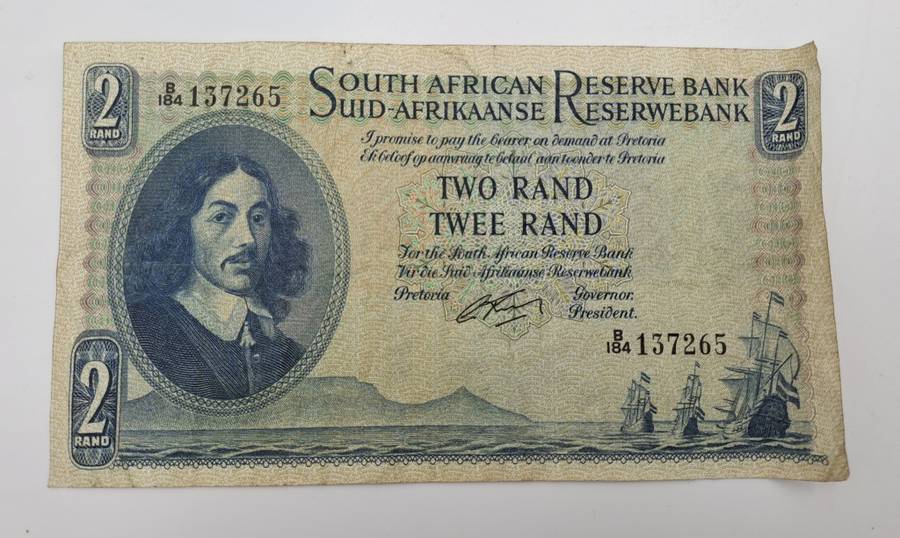 2
RAND
B/184 137265
SOUTH AFRICAN RESERVE BANK
SUID-AFRIKAANSE RESERWEBANK
2
RAND
I promise to pay the bearer on demand at Pretoria
Ek beloof op aanvraag te betaal aan toonder te Pretoria
TWO RAND
TWEE RAND
For the South African Reserve Bank
Vir die Suid-Afrikaanse Reserwebank
Pretoria
Governor.
President.
B/184 137265
2
RAND